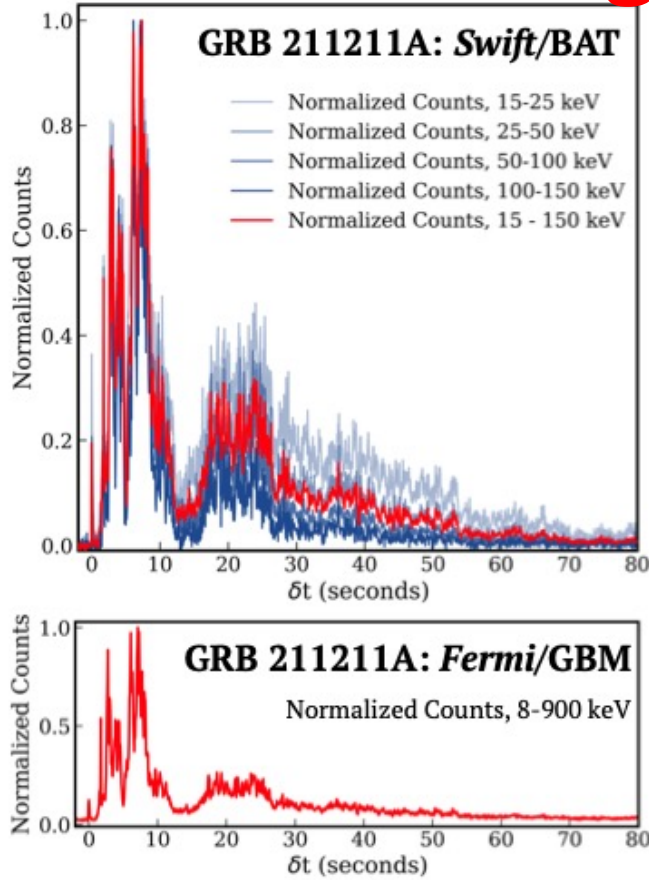 GRB 211211A: Swift/BAT
Normalized Counts, 15-25 keV
Normalized Counts, 25-50 keV
Normalized Counts, 50-100 keV
Normalized Counts, 100-150 keV
Normalized Counts, 15 - 150 keV
Normalized Counts
1.0
0.8
0.6
0.4
0.2
0.0
0 10 20 30 40 50 60 70 80
δt (seconds)
GRB 211211A: Fermi/GBM
Normalized Counts, 8-900 keV
Normalized Counts
1.0
0.5
0.0
0 10 20 30 40 50 60 70 80
δt (seconds)